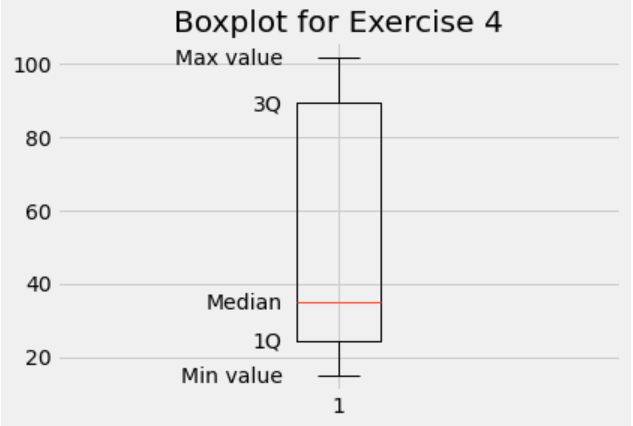 Boxplot for Exercise 4
Max value
100
3Q
80
60
40
Median
1Q
20
Min value
1